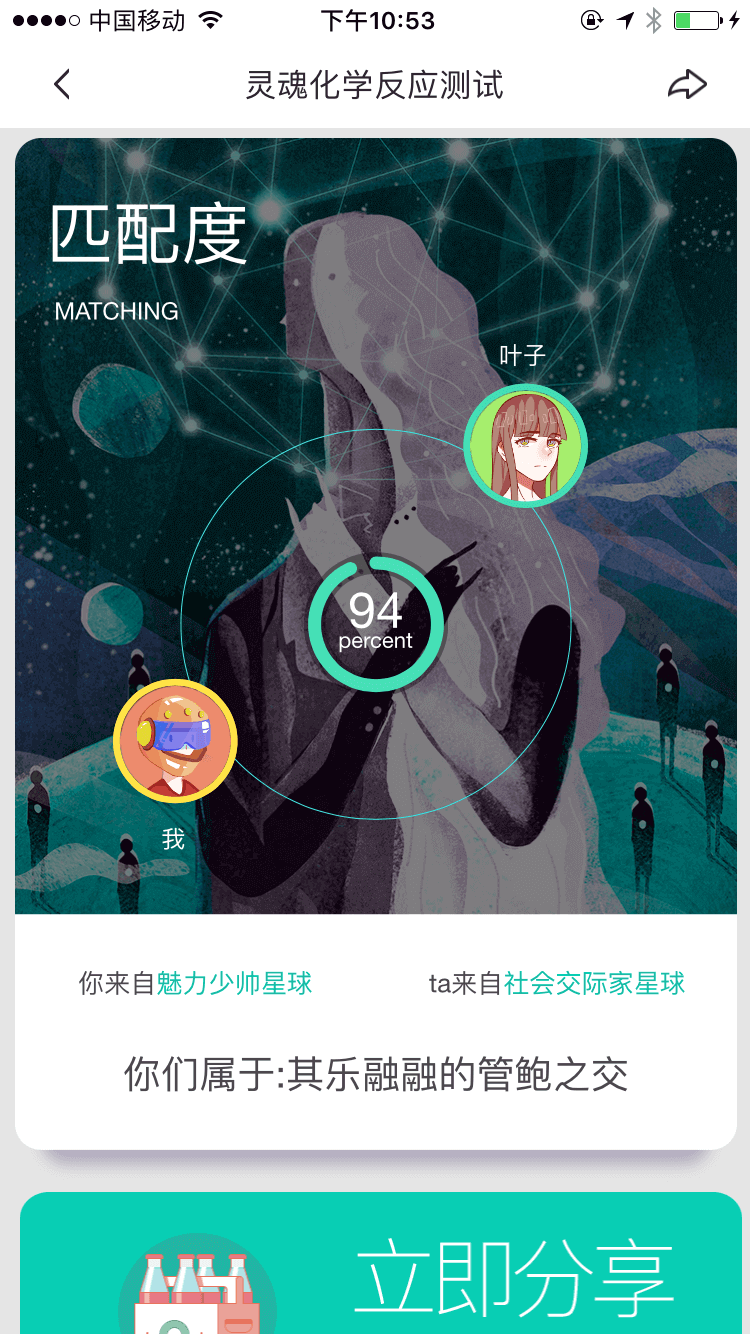 中国移动 下午10:53
灵魂化学反应测试
匹配度
MATCHING
叶子
94
percent
我
你来自魅力少帅星球 ta来自社会交际家星球
你们属于:其乐融融的管鲍之交
立即分享